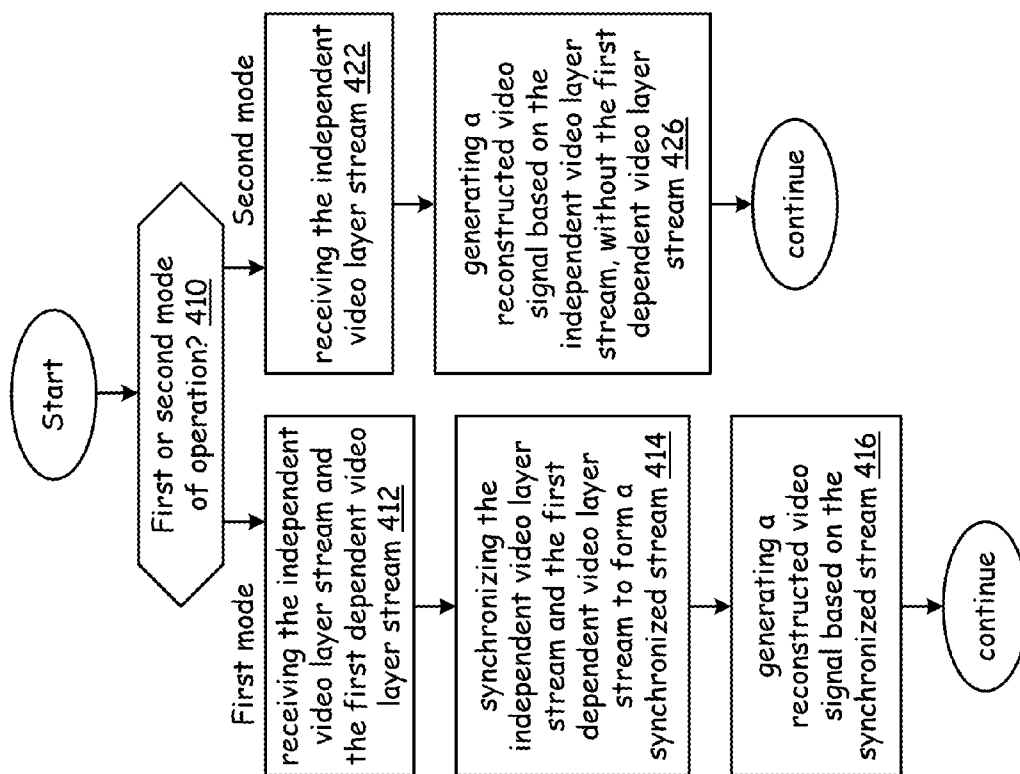 Start
First or second mode
of operation? 410
First mode
receiving the independent
video layer stream and
the first dependent video
layer stream 412
synchronizing the
independent video layer
stream and the first
dependent video layer
stream to form a
synchronized stream 414
generating a
reconstructed video
signal based on the
synchronized stream 416
continue
Second mode
receiving the independent
video layer stream 422
generating a
reconstructed video
signal based on the
independent video layer
stream, without the first
dependent video layer
stream 426
continue